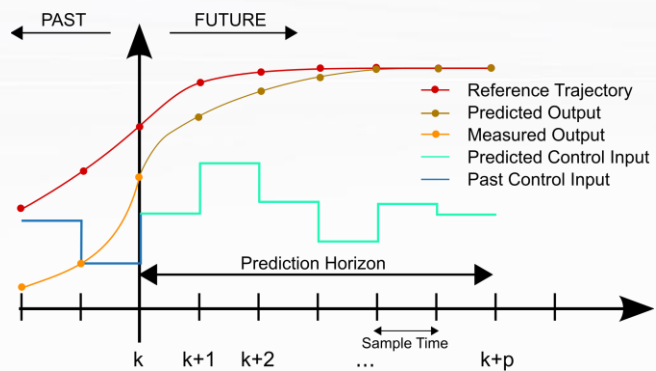 PAST
FUTURE
Reference Trajectory
Predicted Output
Measured Output
Predicted Control Input
Past Control Input
Prediction Horizon
Sample Time
k
k+1
k+2
...
k+p